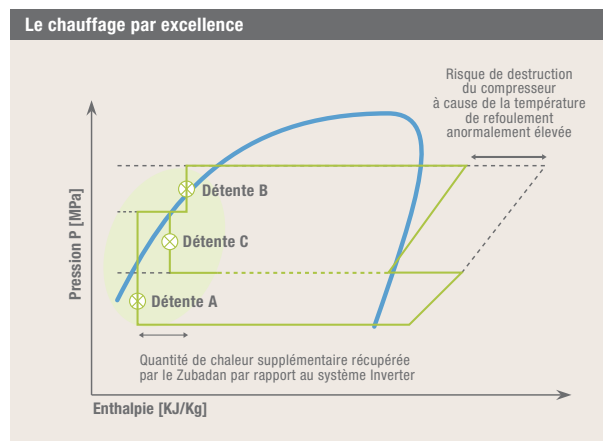 Le chauffage par excellence
Risque de destruction
du compresseur
à cause de la température
de refoulement
anormalement élevée
Pression P [MPa]
Détente B
Détente C
Détente A
Quantité de chaleur supplémentaire récupérée
par le Zubadan par rapport au système Inverter
Enthalpie [KJ/Kg]